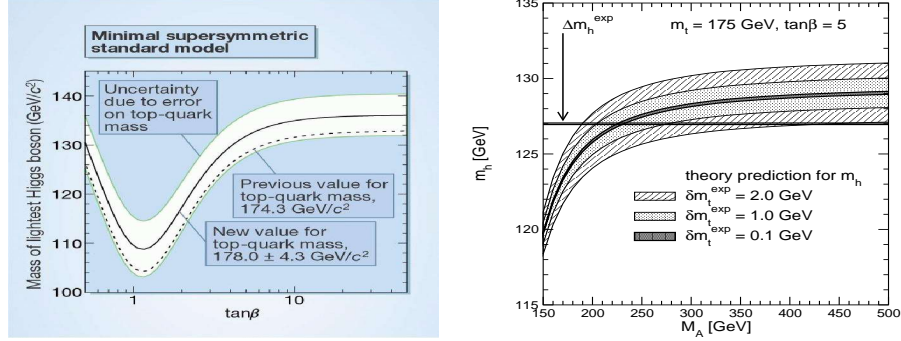 Minimal supersymmetric
standard model
Mass of lightest Higgs boson (GeV/c²)
140
130
120
110
100
Uncertainty
due to error
on top-quark
mass
Previous value for
top-quark mass,
174.3 GeV/c²
New value for
top-quark mass,
178.0 ± 4.3 GeV/c²
1
10
tanβ
m_h [GeV]
135
130
125
120
115
Δm_h^exp
m_t = 175 GeV, tanβ = 5
theory prediction for m_h
δm_t^exp = 2.0 GeV
δm_t^exp = 1.0 GeV
δm_t^exp = 0.1 GeV
150
200
250
300
350
400
450
500
M_A [GeV]